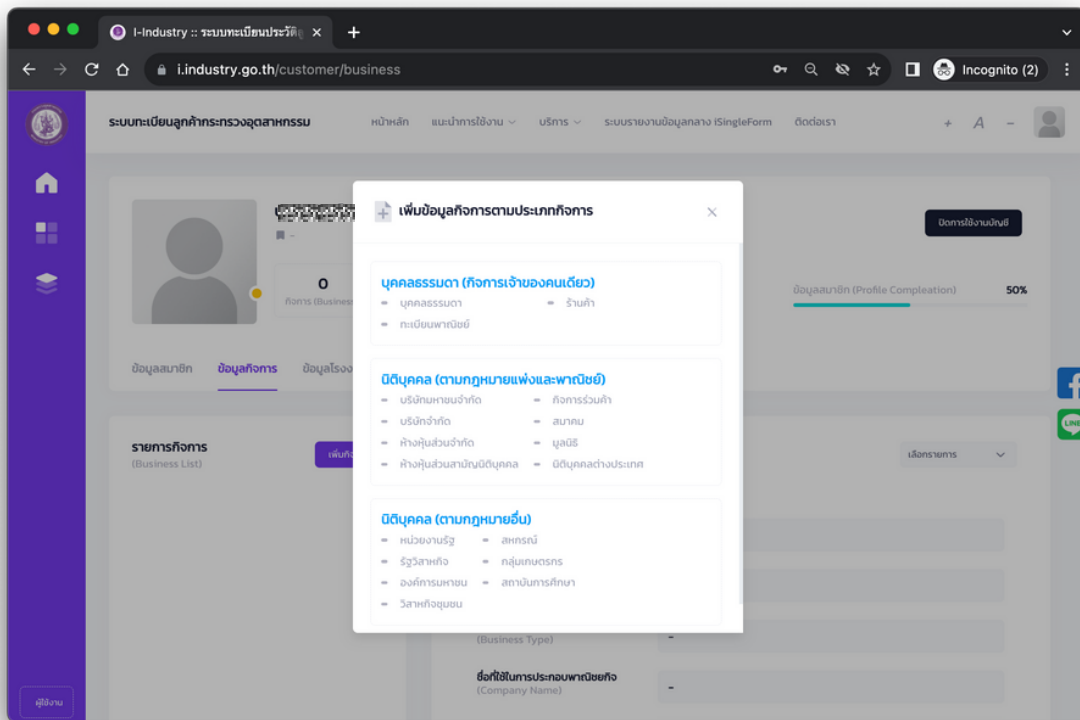 I-Industry :: ระบบทะเบียนประวัติ
i.industry.go.th/customer/business
Incognito (2)
ระบบทะเบียนลูกค้ากระทรวงอุตสาหกรรม
หน้าหลัก แนะนำการใช้งาน บริการ ระบบรายงานข้อมูลกลาง iSingleForm ติดต่อเรา
+ A -
เพิ่มข้อมูลกิจการตามประเภทกิจการ
ปิดการใช้งานบัญชี
-
0
กิจการ (Business
ข้อมูลสมาชิก (Profile Compleation) 50%
ข้อมูลสมาชิก ข้อมูลกิจการ ข้อมูลโรงง
บุคคลธรรมดา (กิจการเจ้าของคนเดียว)
บุคคลธรรมดา ร้านค้า
ทะเบียนพาณิชย์
นิติบุคคล (ตามกฎหมายแพ่งและพาณิชย์)
บริษัทมหาชนจำกัด กิจการร่วมค้า
บริษัทจำกัด สมาคม
ห้างหุ้นส่วนจำกัด มูลนิธิ
ห้างหุ้นส่วนสามัญนิติบุคคล นิติบุคคลต่างประเทศ
นิติบุคคล (ตามกฎหมายอื่น)
หน่วยงานรัฐ สหกรณ์
รัฐวิสาหกิจ กลุ่มเกษตรกร
องค์การมหาชน สถาบันการศึกษา
วิสาหกิจชุมชน
รายการกิจการ
(Business List)
เพิ่มกิจ
เลือกรายการ
(Business Type)
-
ชื่อที่ใช้ในการประกอบพาณิชยกิจ
(Company Name)
-
ผู้ใช้งาน
LINE